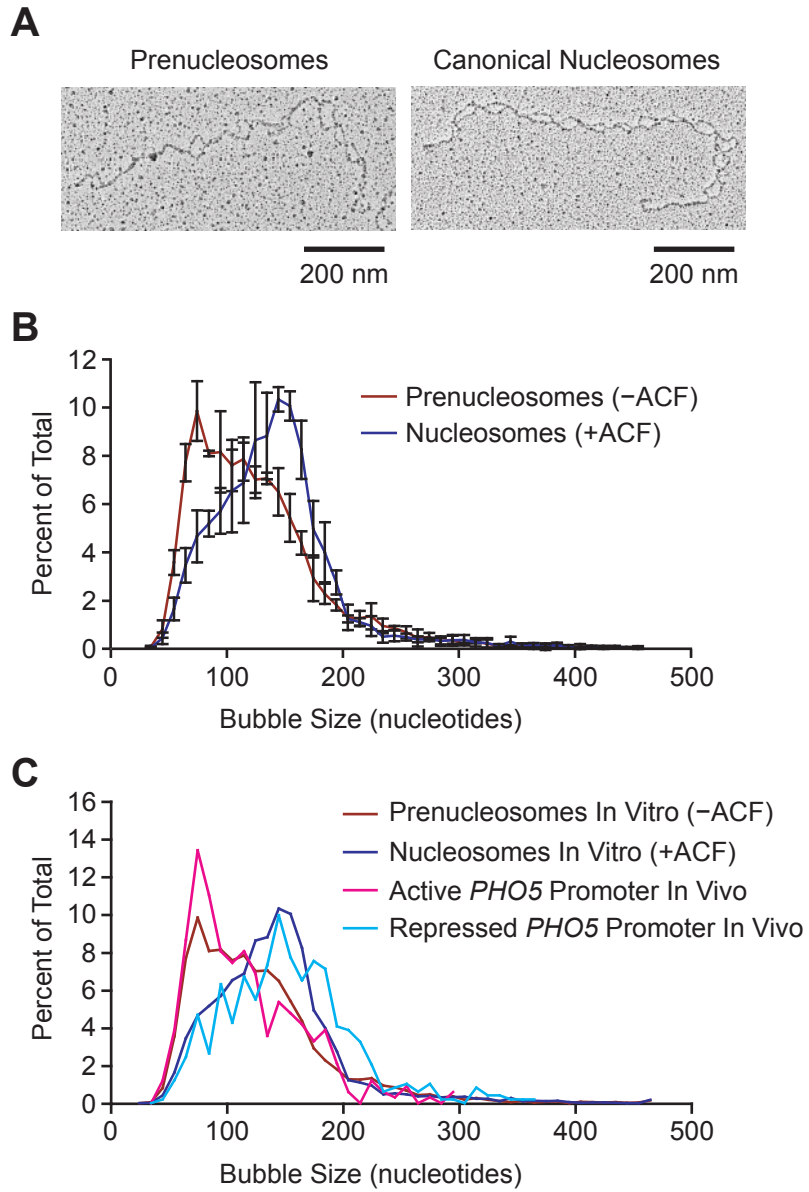 A
Prenucleosomes
Canonical Nucleosomes
200 nm
200 nm
B
12
10
8
6
4
2
0
Percent of Total
Prenucleosomes (−ACF)
Nucleosomes (+ACF)
0 100 200 300 400 500
Bubble Size (nucleotides)
C
16
14
12
10
8
6
4
2
0
Percent of Total
Prenucleosomes In Vitro (−ACF)
Nucleosomes In Vitro (+ACF)
Active PHO5 Promoter In Vivo
Repressed PHO5 Promoter In Vivo
0 100 200 300 400 500
Bubble Size (nucleotides)